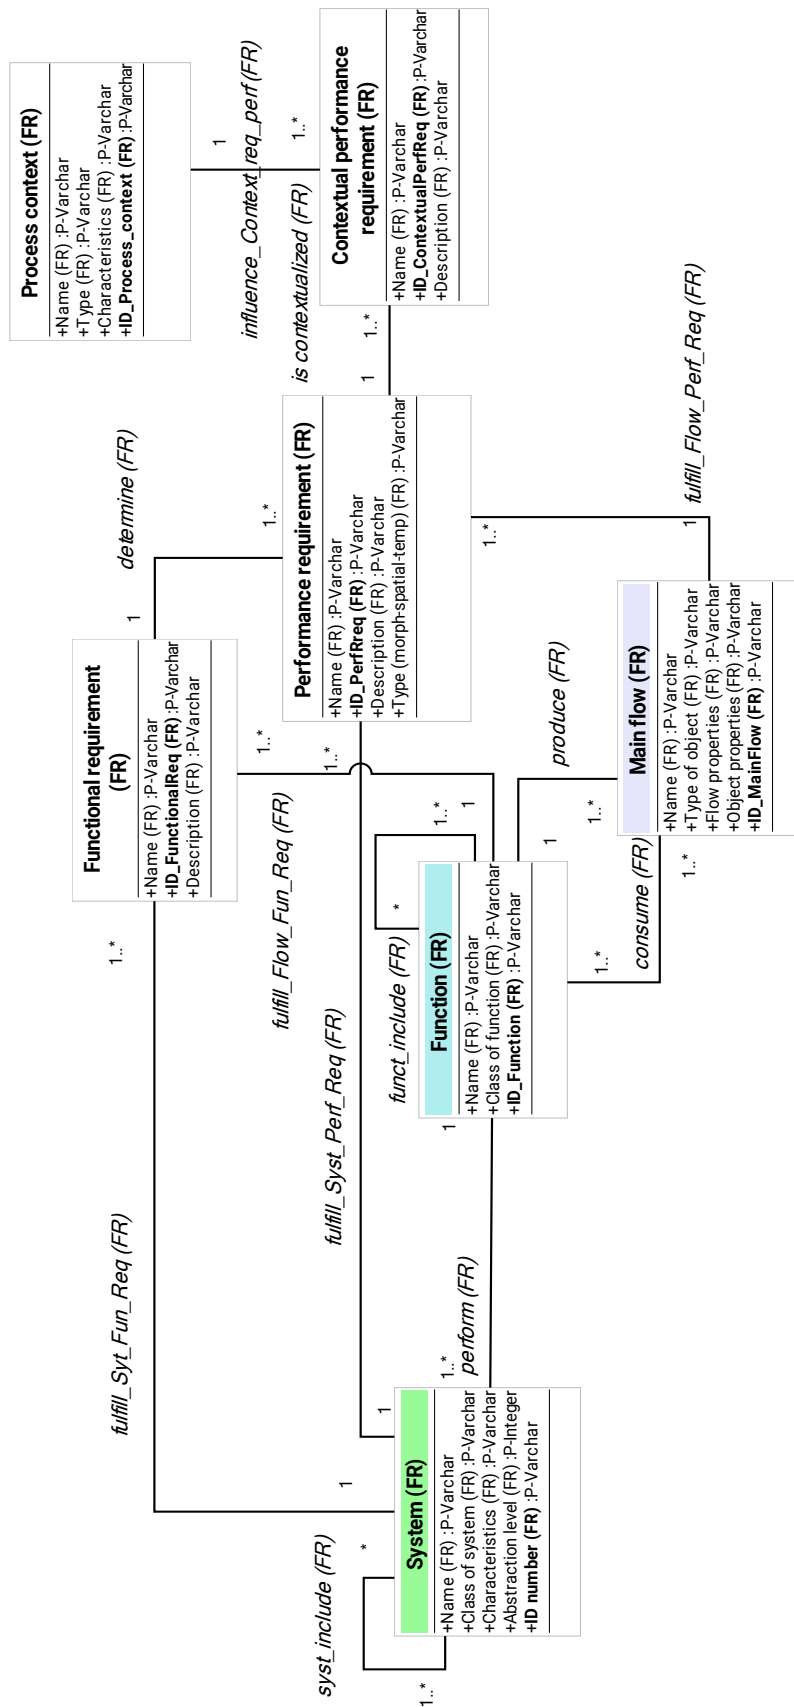 syst_include (FR)
1..*
*
System (FR)
+Name (FR) :P-Varchar
+Class of system (FR) :P-Varchar
+Characteristics (FR) :P-Varchar
+Abstraction level (FR) :P-Integer
+ID number (FR) :P-Varchar
1
fulfill_Syt_Fun_Req (FR)
1..*
1
fulfill_Syst_Perf_Req (FR)
1..*
1..*
perform (FR)
1
Functional requirement
(FR)
+Name (FR) :P-Varchar
+ID_FunctionalReq (FR) :P-Varchar
+Description (FR) :P-Varchar
fulfill_Flow_Fun_Req (FR)
1..*
1
funct_include (FR)
*
1..*
Function (FR)
+Name (FR) :P-Varchar
+Class of function (FR) :P-Varchar
+ID_Function (FR) :P-Varchar
1
produce (FR)
1..*
1..*
consume (FR)
1..*
Main flow (FR)
+Name (FR) :P-Varchar
+Type of object (FR) :P-Varchar
+Flow properties (FR) :P-Varchar
+Object properties (FR) :P-Varchar
+ID_MainFlow (FR) :P-Varchar
1
determine (FR)
1..*
Performance requirement (FR)
+Name (FR) :P-Varchar
+ID_PerfRreq (FR) :P-Varchar
+Description (FR) :P-Varchar
+Type (morph-spatial-temp) (FR) :P-Varchar
1..*
1
fulfill_Flow_Perf_Req (FR)
1
is contextualized (FR)
1..*
Process context (FR)
+Name (FR) :P-Varchar
+Type (FR) :P-Varchar
+Characteristics (FR) :P-Varchar
+ID_Process_context (FR) :P-Varchar
1
influence_Context_req_perf (FR)
1..*
Contextual performance
requirement (FR)
+Name (FR) :P-Varchar
+ID_ContextualPerfReq (FR) :P-Varchar
+Description (FR) :P-Varchar